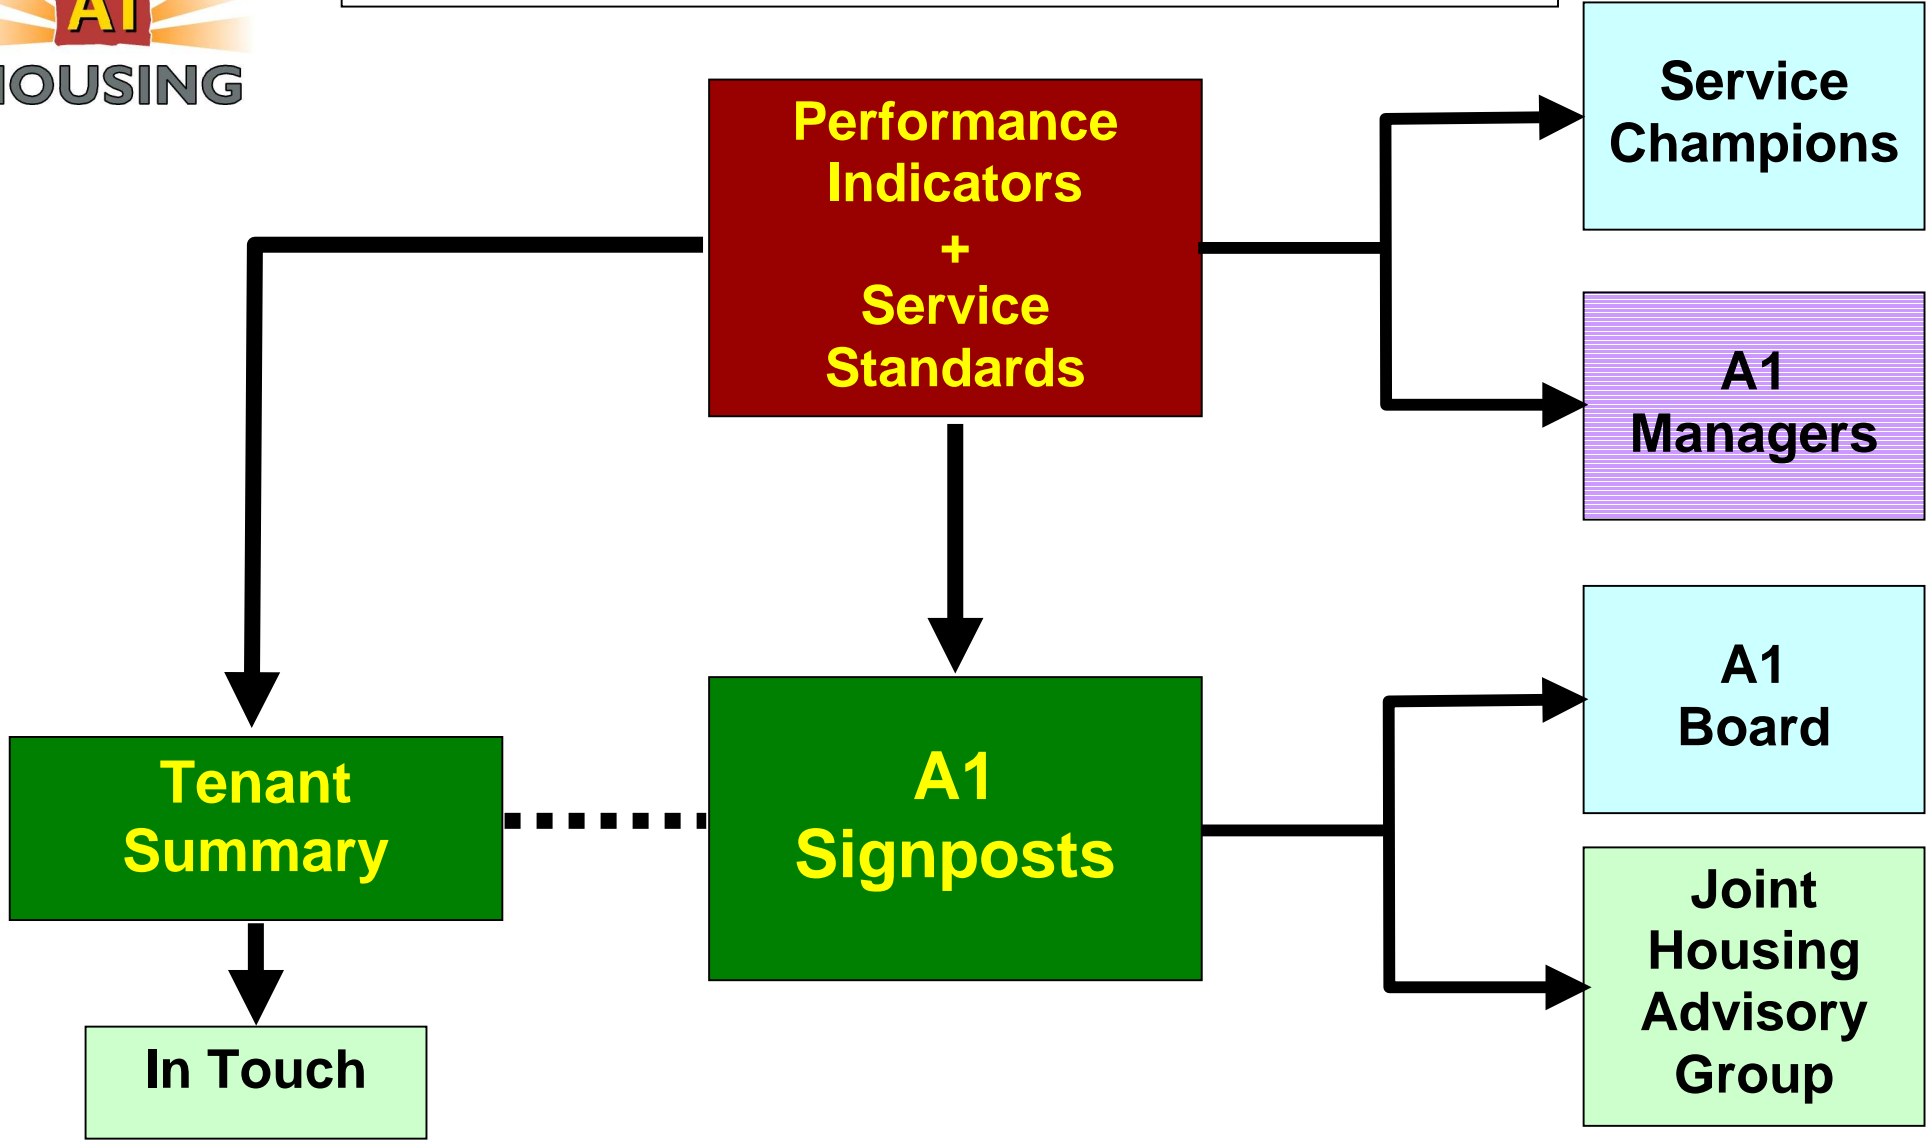 A1
HOUSING
Performance
Indicators
+
Service
Standards
Service
Champions
A1
Managers
Tenant
Summary
A1
Signposts
A1
Board
Joint
Housing
Advisory
Group
In Touch